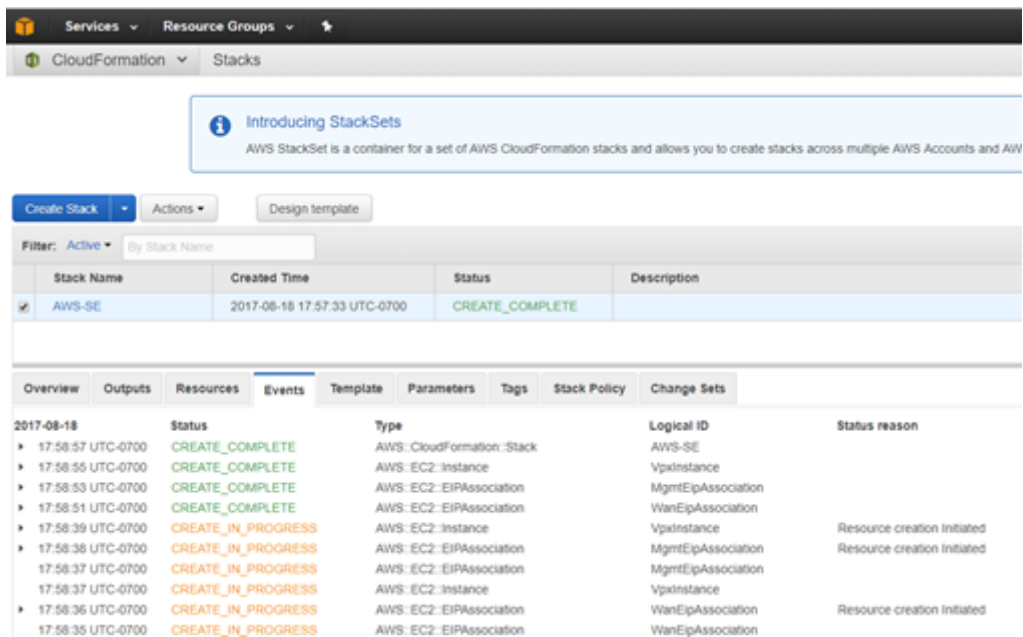 Services Resource Groups
CloudFormation Stacks
Introducing StackSets
AWS StackSet is a container for a set of AWS CloudFormation stacks and allows you to create stacks across multiple AWS Accounts and AW
Create Stack Actions Design template
Filter: Active By Stack Name
Stack Name Created Time Status Description
AWS-SE 2017-08-18 17:57:33 UTC-0700 CREATE_COMPLETE
Overview Outputs Resources Events Template Parameters Tags Stack Policy Change Sets
2017-08-18 Status Type Logical ID Status reason
17:58:57 UTC-0700 CREATE_COMPLETE AWS::CloudFormation::Stack AWS-SE
17:58:55 UTC-0700 CREATE_COMPLETE AWS::EC2::Instance VpxInstance
17:58:53 UTC-0700 CREATE_COMPLETE AWS::EC2::EIPAssociation MgmtEipAssociation
17:58:51 UTC-0700 CREATE_COMPLETE AWS::EC2::EIPAssociation WanEipAssociation
17:58:39 UTC-0700 CREATE_IN_PROGRESS AWS::EC2::Instance VpxInstance Resource creation Initiated
17:58:38 UTC-0700 CREATE_IN_PROGRESS AWS::EC2::EIPAssociation MgmtEipAssociation Resource creation Initiated
17:58:37 UTC-0700 CREATE_IN_PROGRESS AWS::EC2::EIPAssociation MgmtEipAssociation
17:58:37 UTC-0700 CREATE_IN_PROGRESS AWS::EC2::Instance VpxInstance
17:58:36 UTC-0700 CREATE_IN_PROGRESS AWS::EC2::EIPAssociation WanEipAssociation Resource creation Initiated
17:58:35 UTC-0700 CREATE_IN_PROGRESS AWS::EC2::EIPAssociation WanEipAssociation